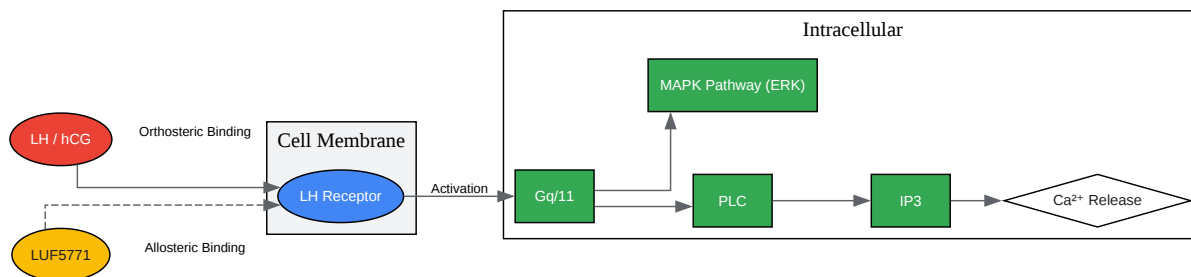 Intracellular
MAPK Pathway (ERK)
LH / hCG
Orthosteric Binding
Cell Membrane
LH Receptor
Activation
Gq/11
PLC
IP3
Ca²⁺ Release
LUF5771
Allosteric Binding